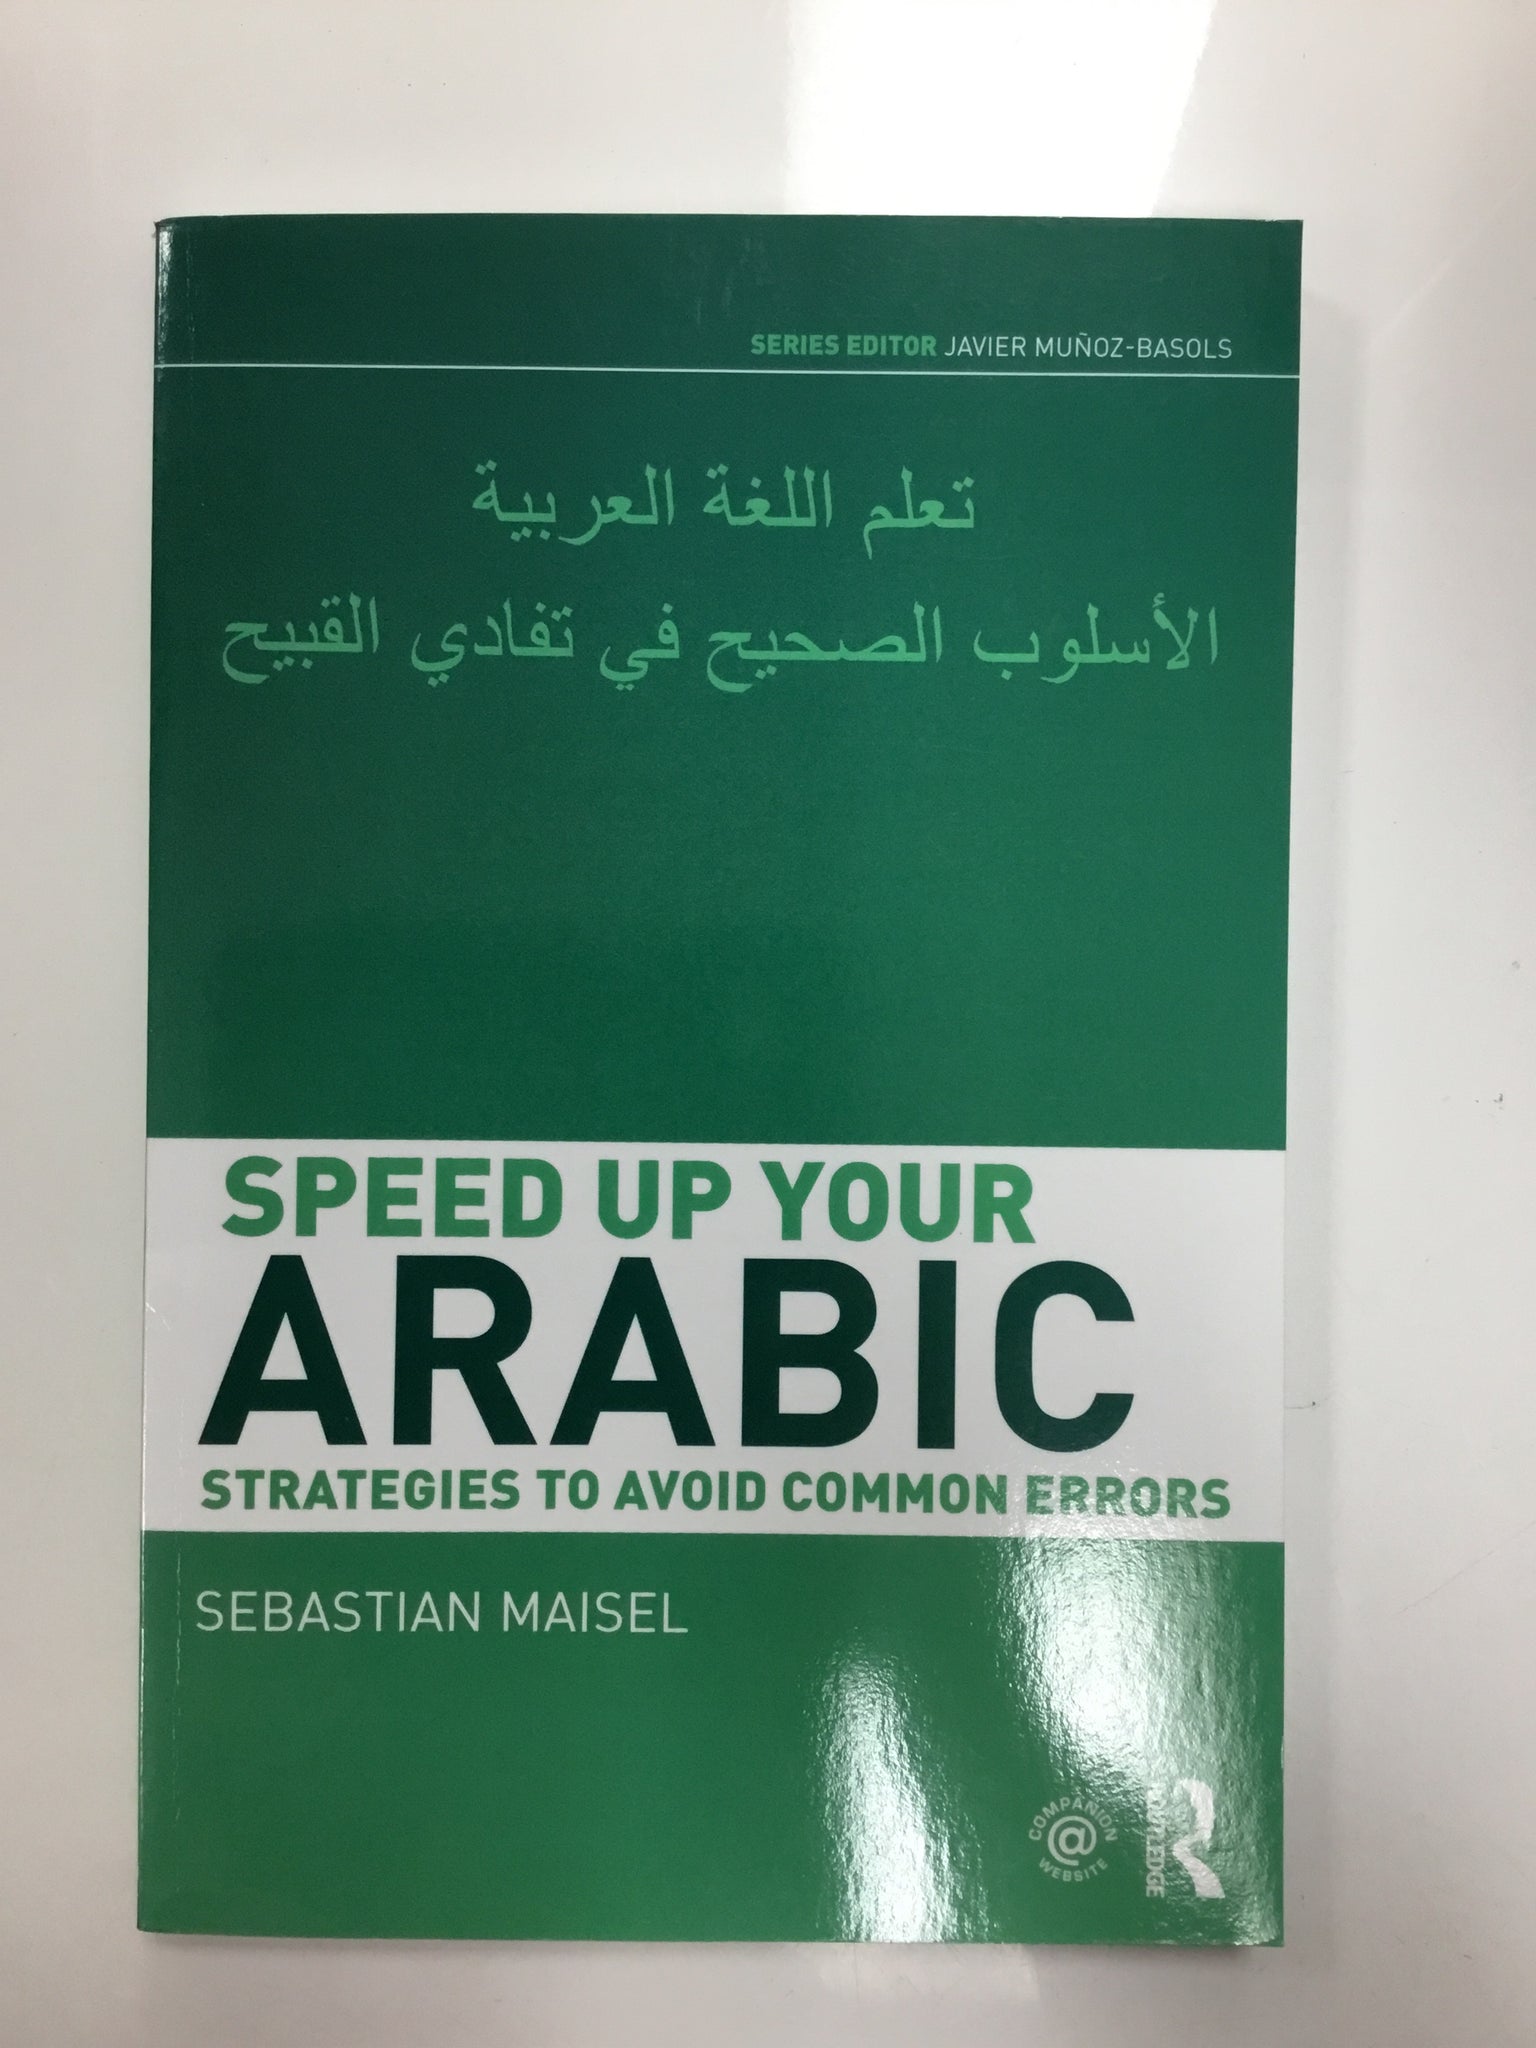 SERIES EDITOR JAVIER MUÑOZ-BASOLS
تعلم اللغة العربية
الأسلوب الصحيح في تفادي القبيح
SPEED UP YOUR
ARABIC
STRATEGIES TO AVOID COMMON ERRORS
SEBASTIAN MAISEL
COMPANION
@
WEBSITE
R
ROUTLEDGE